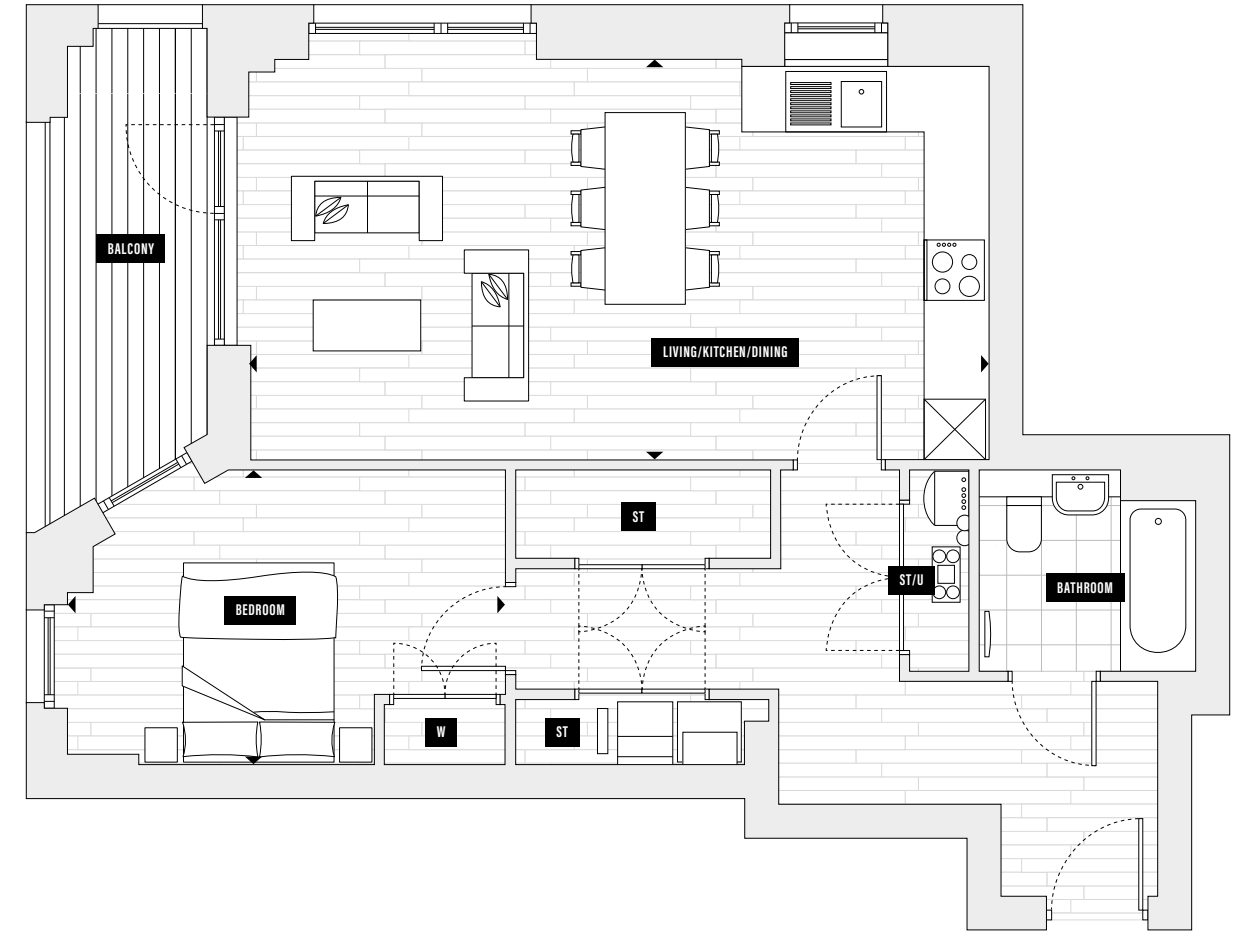 BALCONY
LIVING/KITCHEN/DINING
ST
ST/U
BATHROOM
BEDROOM
W
ST